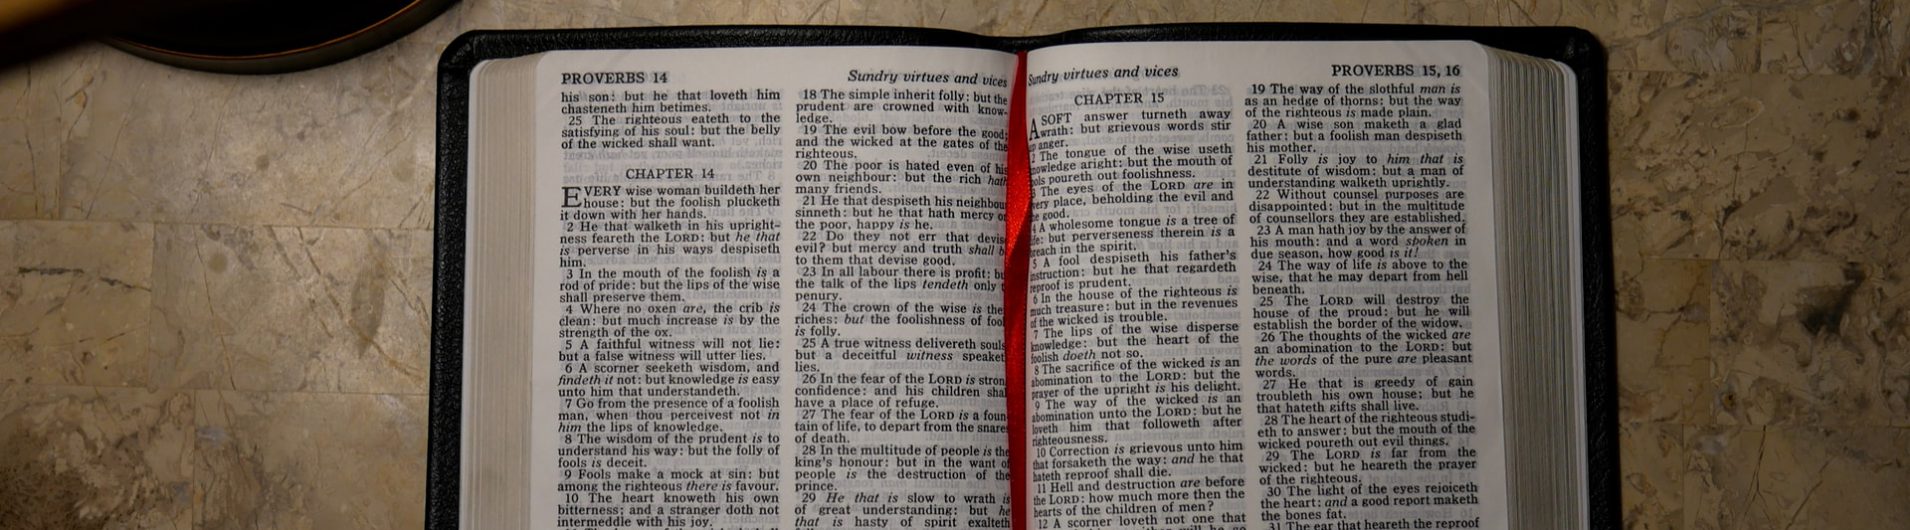 PROVERBS 14
Sundry virtues and vices
his son: but he that loveth him
chasteneth him betimes.
25 The righteous eateth to the
satisfying of his soul: but the belly
of the wicked shall want.
CHAPTER 14
EVERY wise woman buildeth her
house: but the foolish plucketh
it down with her hands.
2 He that walketh in his upright-
ness feareth the LORD: but he that
is perverse in his ways despiseth
him.
3 In the mouth of the foolish is a
rod of pride: but the lips of the wise
shall preserve them.
4 Where no oxen are, the crib is
clean: but much increase is by the
strength of the ox.
5 A faithful witness will not lie:
but a false witness will utter lies.
6 A scorner seeketh wisdom, and
findeth it not: but knowledge is easy
unto him that understandeth.
7 Go from the presence of a foolish
man, when thou perceivest not in
him the lips of knowledge.
8 The wisdom of the prudent is to
understand his way: but the folly of
fools is deceit.
9 Fools make a mock at sin: but
among the righteous there is favour.
10 The heart knoweth his own
bitterness; and a stranger doth not
intermeddle with his joy.
18 The simple inherit folly: but the
prudent are crowned with know-
ledge.
19 The evil bow before the good;
and the wicked at the gates of the
righteous.
20 The poor is hated even of his
own neighbour: but the rich hath
many friends.
21 He that despiseth his neighbour
sinneth: but he that hath mercy on
the poor, happy is he.
22 Do they not err that devise
evil? but mercy and truth shall b
to them that devise good.
23 In all labour there is profit: bu
the talk of the lips tendeth only t
penury.
24 The crown of the wise is thei
riches: but the foolishness of fool
is folly.
25 A true witness delivereth souls
but a deceitful witness speaket
lies.
26 In the fear of the LORD is stron
confidence: and his children shal
have a place of refuge.
27 The fear of the LORD is a foun-
tain of life, to depart from the snares
of death.
28 In the multitude of people is the
king's honour: but in the want of
people is the destruction of the
prince.
29 He that is slow to wrath is
of great understanding: but he
that is hasty of spirit exalteth
Sundry virtues and vices
PROVERBS 15, 16
CHAPTER 15
A SOFT answer turneth away
wrath: but grievous words stir
up anger.
2 The tongue of the wise useth
knowledge aright: but the mouth of
ools poureth out foolishness.
3 The eyes of the LORD are in
very place, beholding the evil and
he good.
4 A wholesome tongue is a tree of
ife: but perverseness therein is a
breach in the spirit.
5 A fool despiseth his father's
nstruction: but he that regardeth
reproof is prudent.
6 In the house of the righteous is
much treasure: but in the revenues
of the wicked is trouble.
7 The lips of the wise disperse
knowledge: but the heart of the
foolish doeth not so.
8 The sacrifice of the wicked is an
abomination to the LORD: but the
prayer of the upright is his delight.
9 The way of the wicked is an
abomination unto the LORD: but he
loveth him that followeth after
righteousness.
10 Correction is grievous unto him
that forsaketh the way: and he that
hateth reproof shall die.
11 Hell and destruction are before
the LORD: how much more then the
hearts of the children of men?
12 A scorner loveth not one that
19 The way of the slothful man is
as an hedge of thorns: but the way
of the righteous is made plain.
20 A wise son maketh a glad
father: but a foolish man despiseth
his mother.
21 Folly is joy to him that is
destitute of wisdom: but a man of
understanding walketh uprightly.
22 Without counsel purposes are
disappointed: but in the multitude
of counsellors they are established.
23 A man hath joy by the answer of
his mouth: and a word spoken in
due season, how good is it!
24 The way of life is above to the
wise, that he may depart from hell
beneath.
25 The LORD will destroy the
house of the proud: but he will
establish the border of the widow.
26 The thoughts of the wicked are
an abomination to the LORD: but
the words of the pure are pleasant
words.
27 He that is greedy of gain
troubleth his own house; but he
that hateth gifts shall live.
28 The heart of the righteous studi-
eth to answer: but the mouth of the
wicked poureth out evil things.
29 The LORD is far from the
wicked: but he heareth the prayer
of the righteous.
30 The light of the eyes rejoiceth
the heart: and a good report maketh
the bones fat.
31 The ear that heareth the reproof